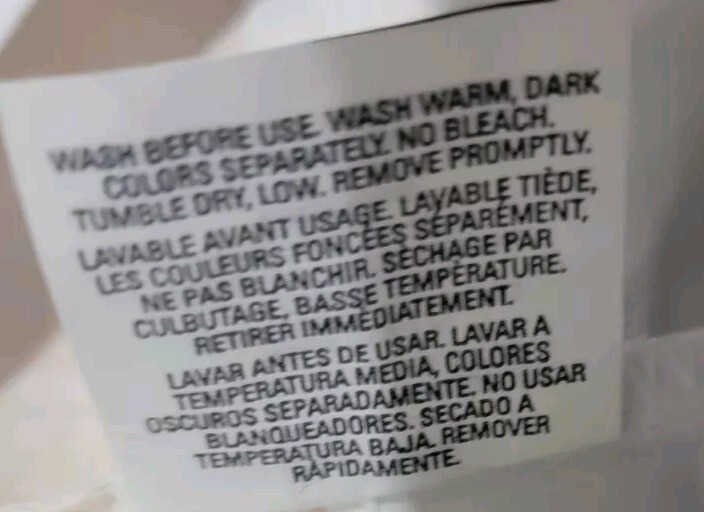 WASH BEFORE USE. WASH WARM, DARK
COLORS SEPARATELY. NO BLEACH.
TUMBLE DRY, LOW. REMOVE PROMPTLY.
LAVABLE AVANT USAGE. LAVABLE TIÈDE,
LES COULEURS FONCÉES SÉPARÉMENT,
NE PAS BLANCHIR. SÉCHAGE PAR
CULBUTAGE, BASSE TEMPÉRATURE.
RETIRER IMMÉDIATEMENT.
LAVAR ANTES DE USAR. LAVAR A
TEMPERATURA MEDIA, COLORES
OSCUROS SEPARADAMENTE. NO USAR
BLANQUEADORES. SECADO A
TEMPERATURA BAJA. REMOVER
RÁPIDAMENTE.